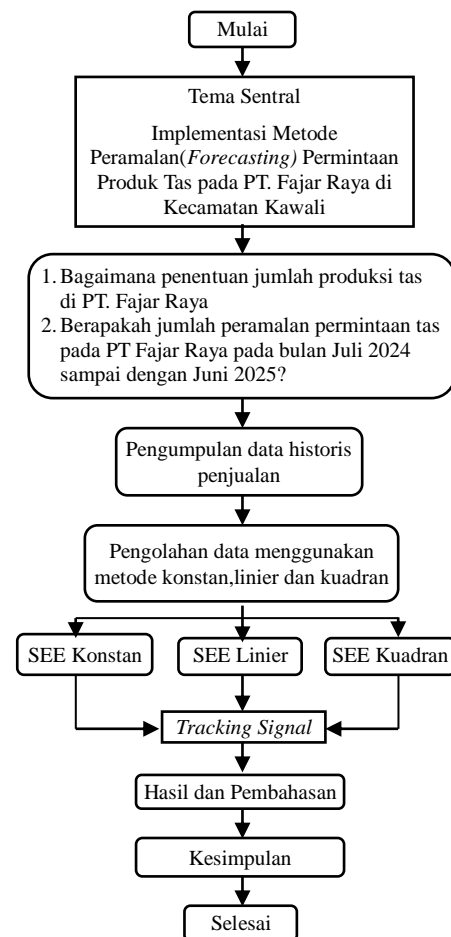 Mulai
Tema Sentral
Implementasi Metode
Peramalan(Forecasting) Permintaan
Produk Tas pada PT. Fajar Raya di
Kecamatan Kawali
1. Bagaimana penentuan jumlah produksi tas
di PT. Fajar Raya
2. Berapakah jumlah peramalan permintaan tas
pada PT Fajar Raya pada bulan Juli 2024
sampai dengan Juni 2025?
Pengumpulan data historis
penjualan
Pengolahan data menggunakan
metode konstan,linier dan kuadran
SEE Konstan
SEE Linier
SEE Kuadran
Tracking Signal
Hasil dan Pembahasan
Kesimpulan
Selesai